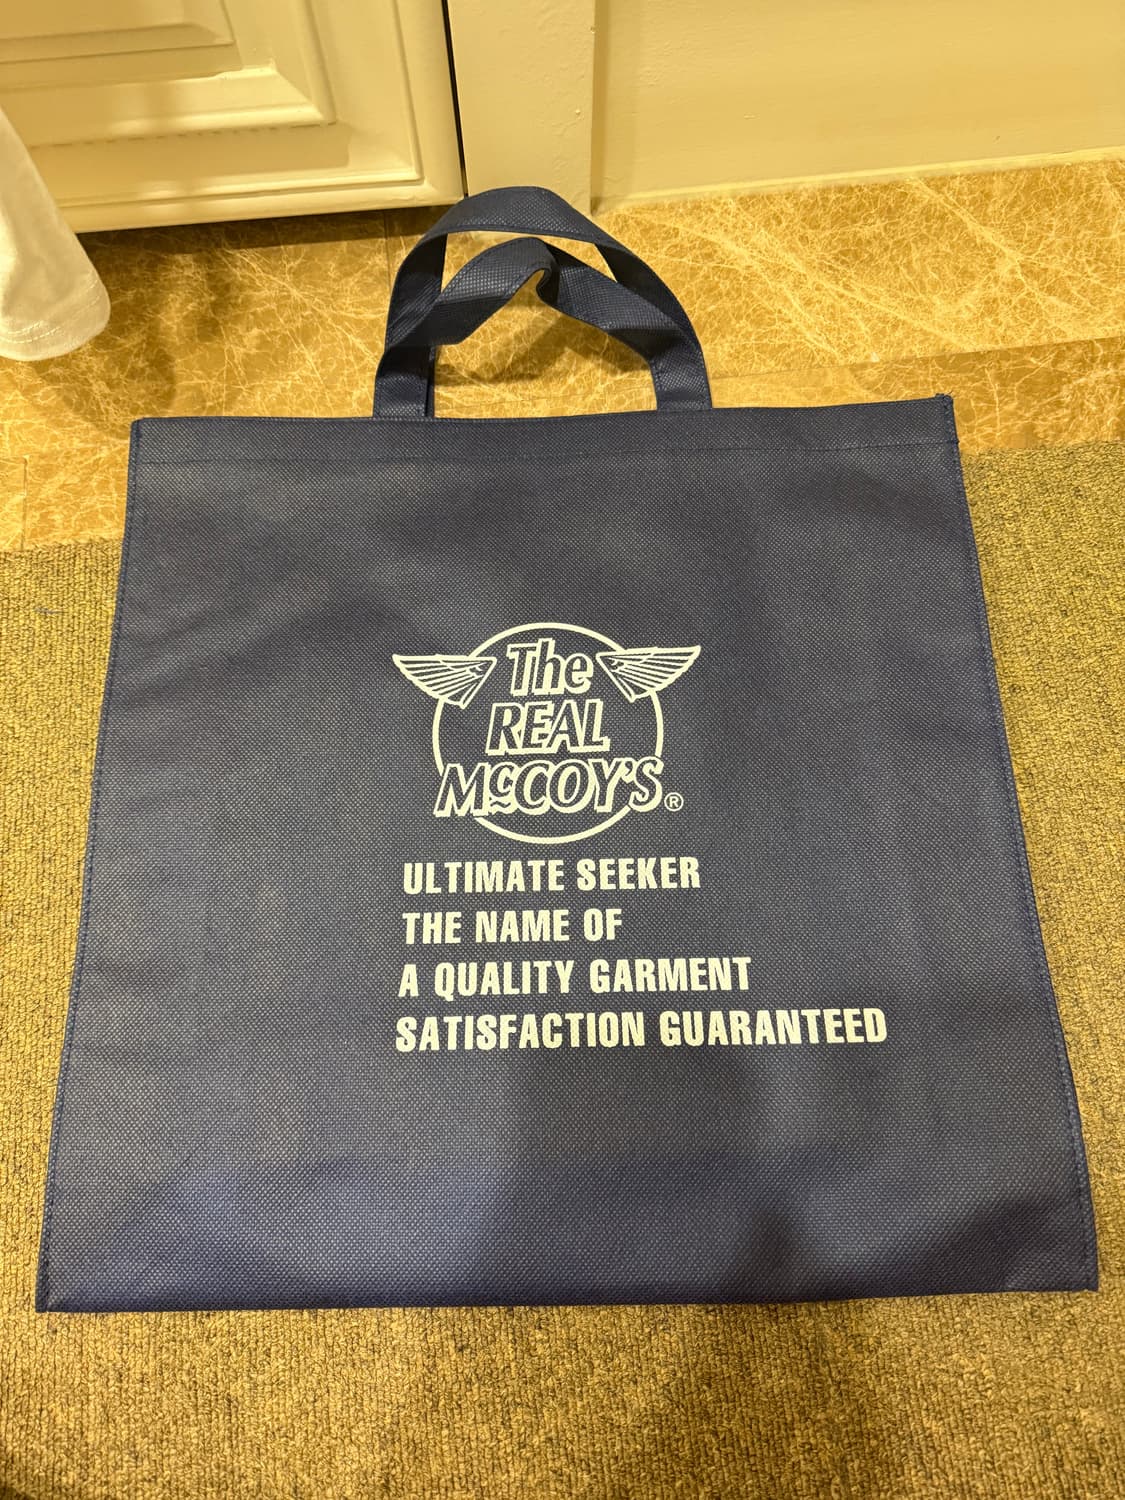 The
REAL
McCOY'S®
ULTIMATE SEEKER
THE NAME OF
A QUALITY GARMENT
SATISFACTION GUARANTEED